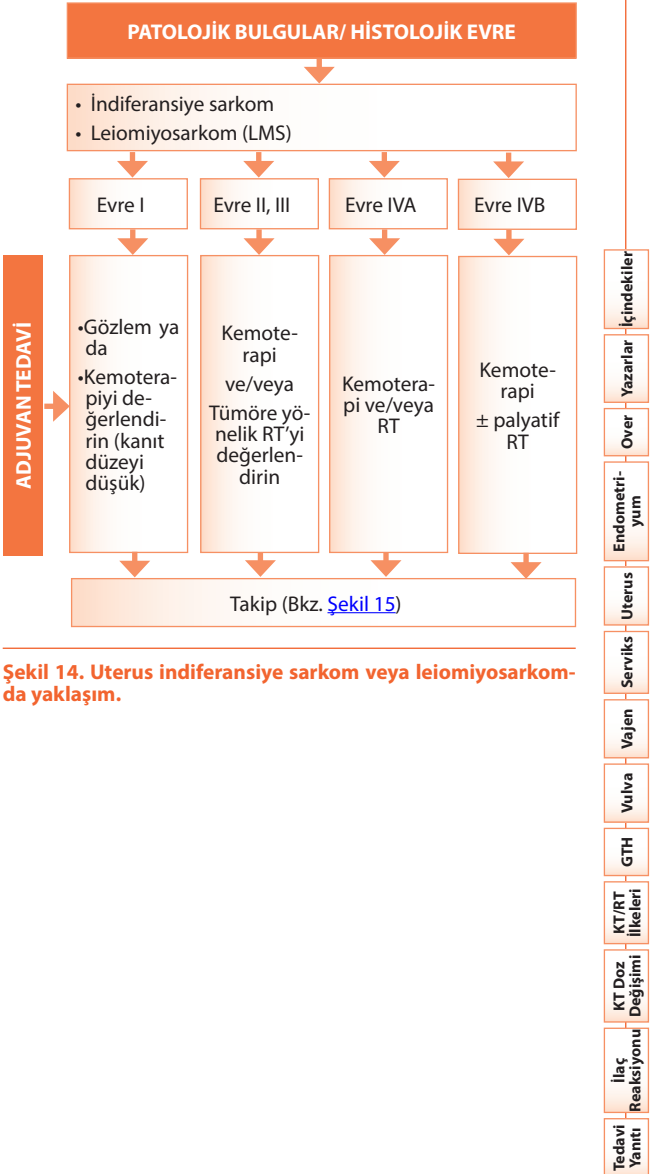 PATOLOJİK BULGULAR/ HİSTOLOJİK EVRE
• İndiferansiye sarkom
• Leiomiyosarkom (LMS)
Evre I
Evre II, III
Evre IVA
Evre IVB
ADJUVAN TEDAVİ
•Gözlem ya
da
•Kemotera-
piyi de-
ğerlendi-
rin (kanıt
düzeyi
düşük)
Kemote-
rapi
ve/veya
Tümöre yö-
nelik RT’yi
değerlen-
dirin
Kemotera-
pi ve/veya
RT
Kemote-
rapi
± palyatif
RT
Takip (Bkz. Şekil 15)
Şekil 14. Uterus indiferansiye sarkom veya leiomiyosarkom-
da yaklaşım.
İçindekiler
Yazarlar
Over
Endometri-
yum
Uterus
Serviks
Vajen
Vulva
GTH
KT/RT
İlkeleri
KT Doz
Değişimi
İlaç
Reaksiyonu
Tedavi
Yanıtı